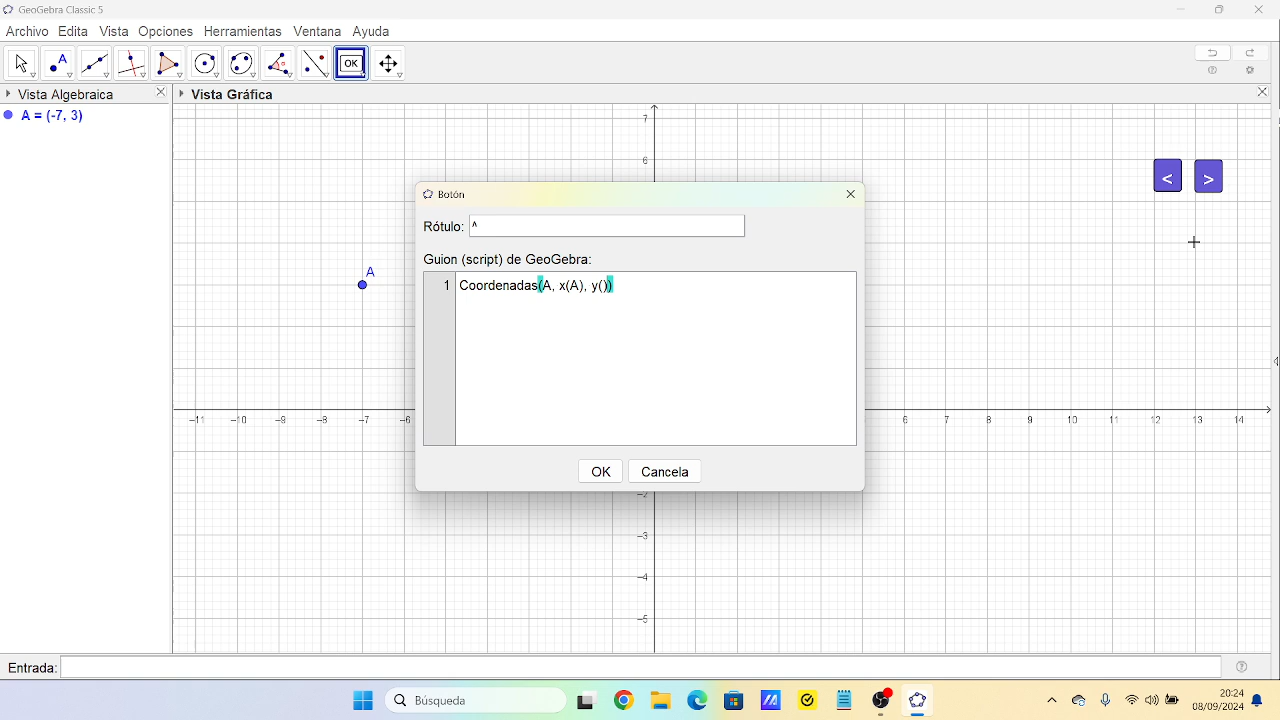 GeoGebra Classic 5
Archivo Edita Vista Opciones Herramientas Ventana Ayuda
A OK
Vista Algebraica
Vista Gráfica
A = (-7, 3)
7
6
< >
Botón
Rótulo: ^
Guion (script) de GeoGebra:
A
1 Coordenadas(A, x(A), y())
-11 -10 -9 -8 -7 -6 6 7 8 9 10 11 12 13 14
OK Cancela
-2
-3
-4
-5
Entrada:
Búsqueda
20:24
08/09/2024